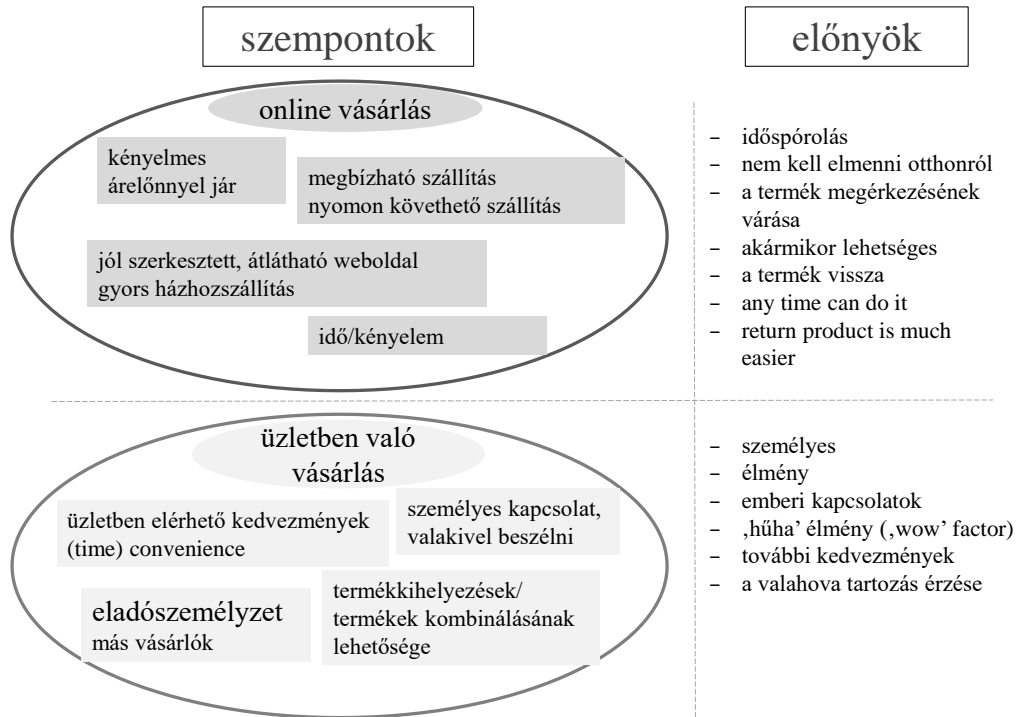 szempontok
előnyök
online vásárlás
kényelmes
árelőnnyel jár
megbízható szállítás
nyomon követhető szállítás
jól szerkesztett, átlátható weboldal
gyors házhozszállítás
idő/kényelem
– időspórolás
– nem kell elmenni otthonról
– a termék megérkezésének
várása
– akármikor lehetséges
– a termék vissza
– any time can do it
– return product is much
easier
üzletben való
vásárlás
üzletben elérhető kedvezmények
(time) convenience
személyes kapcsolat,
valakivel beszélni
eladószemélyzet
más vásárlók
termékkihelyezések/
termékek kombinálásának
lehetősége
– személyes
– élmény
– emberi kapcsolatok
– ‚hűha’ élmény (‚wow’ factor)
– további kedvezmények
– a valahova tartozás érzése